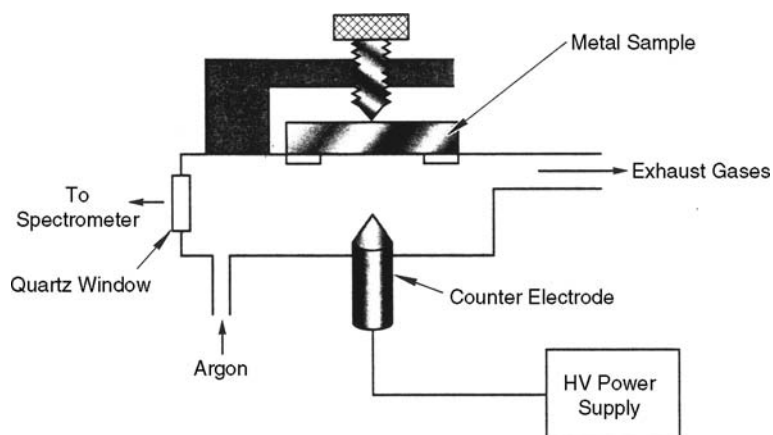 Metal Sample
Exhaust Gases
To
Spectrometer
Quartz Window
Counter Electrode
Argon
HV Power
Supply